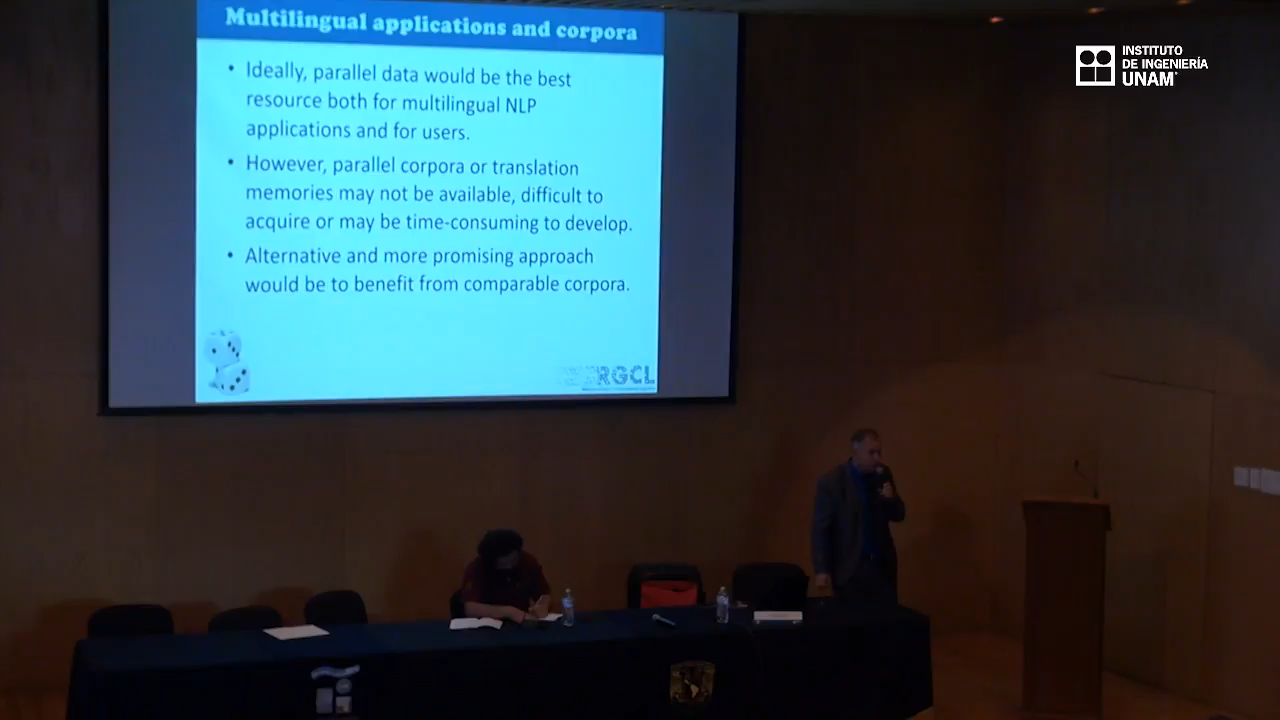 Multilingual applications and corpora
• Ideally, parallel data would be the best
resource both for multilingual NLP
applications and for users.
• However, parallel corpora or translation
memories may not be available, difficult to
acquire or may be time-consuming to develop.
• Alternative and more promising approach
would be to benefit from comparable corpora.
RGCL
INSTITUTO
DE INGENIERÍA
UNAM